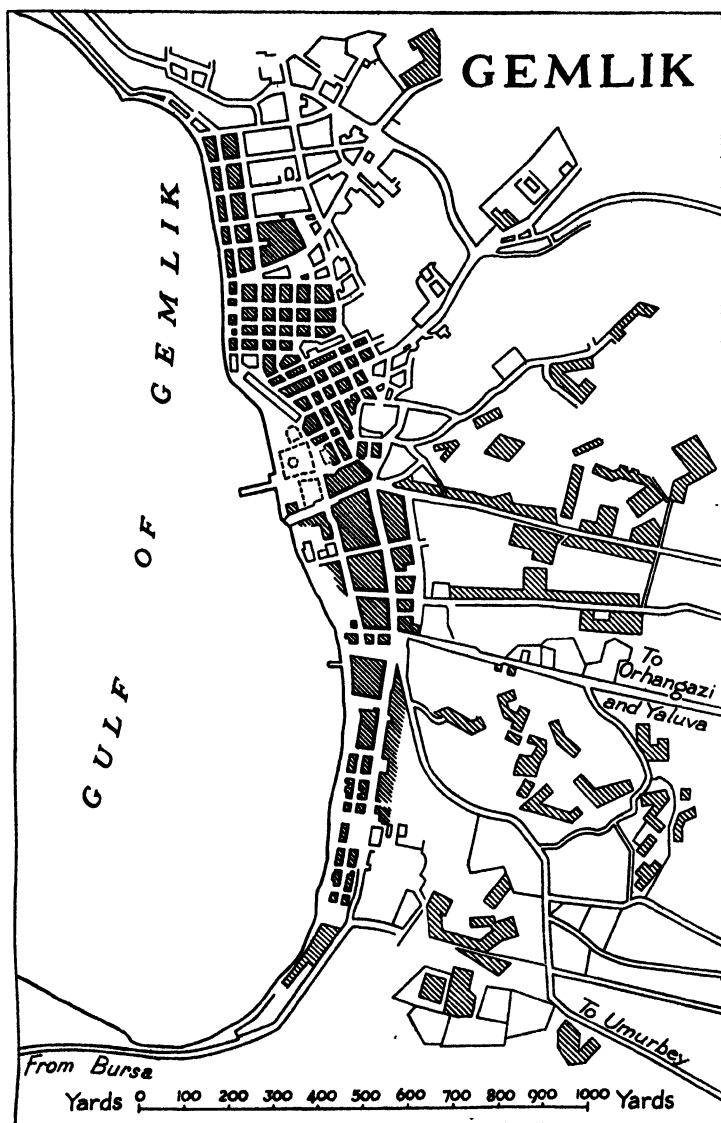 GEMLIK
GULF OF GEMLIK
To
Orhangazi
and Yaluva
To Umurbey
From Bursa
Yards 0 100 200 300 400 500 600 700 800 900 1000 Yards